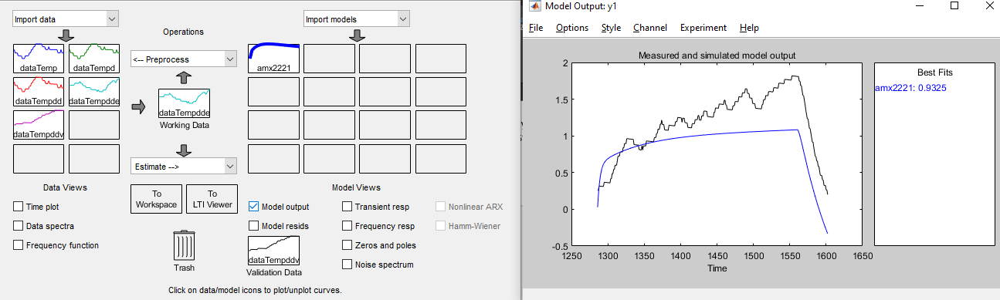 Import data
Import models
Operations
<-- Preprocess
dataTemp
dataTempd
dataTempdd
dataTempdde
dataTempddv
dataTempdde
Working Data
amx2221
Estimate -->
Data Views
Model Views
To
Workspace
To
LTI Viewer
Time plot
Data spectra
Frequency function
Model output
Model resids
Transient resp
Frequency resp
Zeros and poles
Noise spectrum
Nonlinear ARX
Hamm-Wiener
Trash
dataTempddv
Validation Data
Click on data/model icons to plot/unplot curves.
Model Output: y1
File Options Style Channel Experiment Help
Measured and simulated model output
2
1.5
1
0.5
0
-0.5
1250 1300 1350 1400 1450 1500 1550 1600 1650
Time
Best Fits
amx2221: 0.9325